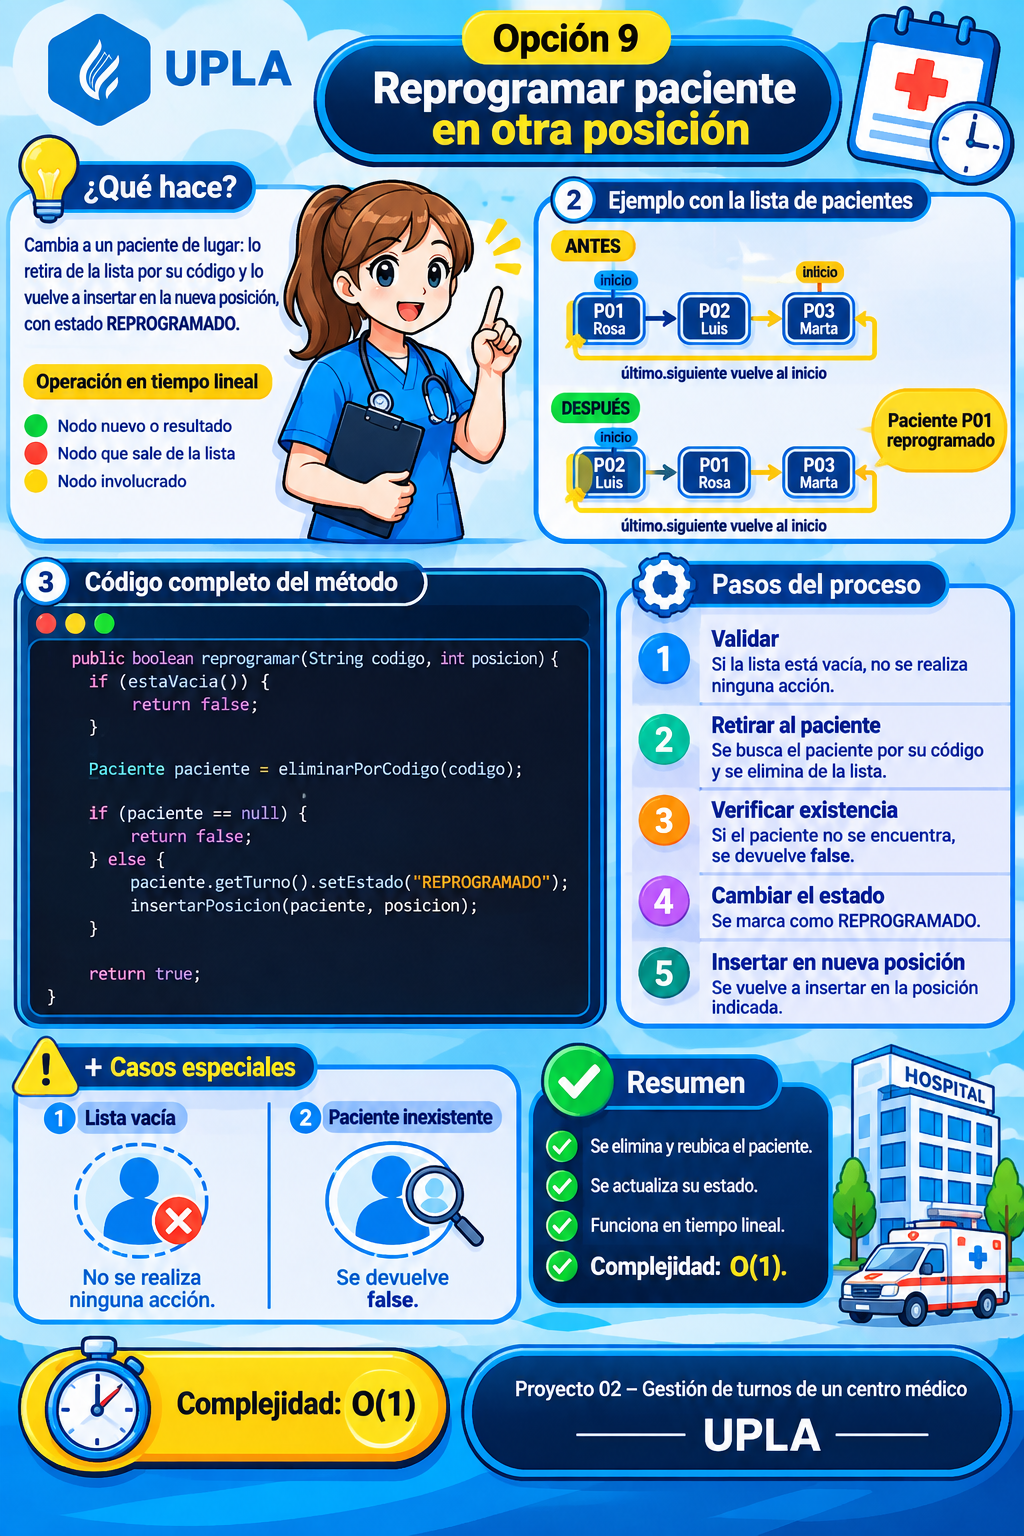 UPLA
Opción 9
Reprogramar paciente
en otra posición
¿Qué hace?
Cambia a un paciente de lugar: lo
retira de la lista por su código y lo
vuelve a insertar en la nueva posición,
con estado REPROGRAMADO.
Operación en tiempo lineal
Nodo nuevo o resultado
Nodo que sale de la lista
Nodo involucrado
2 Ejemplo con la lista de pacientes
ANTES
inicio
inlicio
P01
Rosa
P02
Luis
P03
Marta
último.siguiente vuelve al inicio
DESPUÉS
inicio
Paciente P01
reprogramado
P02
Luis
P01
Rosa
P03
Marta
último.siguiente vuelve al inicio
3 Código completo del método
public boolean reprogramar(String codigo, int posicion) {
if (estaVacia()) {
return false;
}
Paciente paciente = eliminarPorCodigo(codigo);
if (paciente == null) {
return false;
} else {
paciente.getTurno().setEstado("REPROGRAMADO");
insertarPosicion(paciente, posicion);
}
return true;
}
Pasos del proceso
1 Validar
Si la lista está vacía, no se realiza
ninguna acción.
2 Retirar al paciente
Se busca el paciente por su código
y se elimina de la lista.
3 Verificar existencia
Si el paciente no se encuentra,
se devuelve false.
4 Cambiar el estado
Se marca como REPROGRAMADO.
5 Insertar en nueva posición
Se vuelve a insertar en la posición
indicada.
! + Casos especiales
1 Lista vacía
No se realiza
ninguna acción.
2 Paciente inexistente
Se devuelve
false.
Resumen
Se elimina y reubica el paciente.
Se actualiza su estado.
Funciona en tiempo lineal.
Complejidad: O(1).
HOSPITAL
Complejidad: O(1)
Proyecto 02 – Gestión de turnos de un centro médico
UPLA